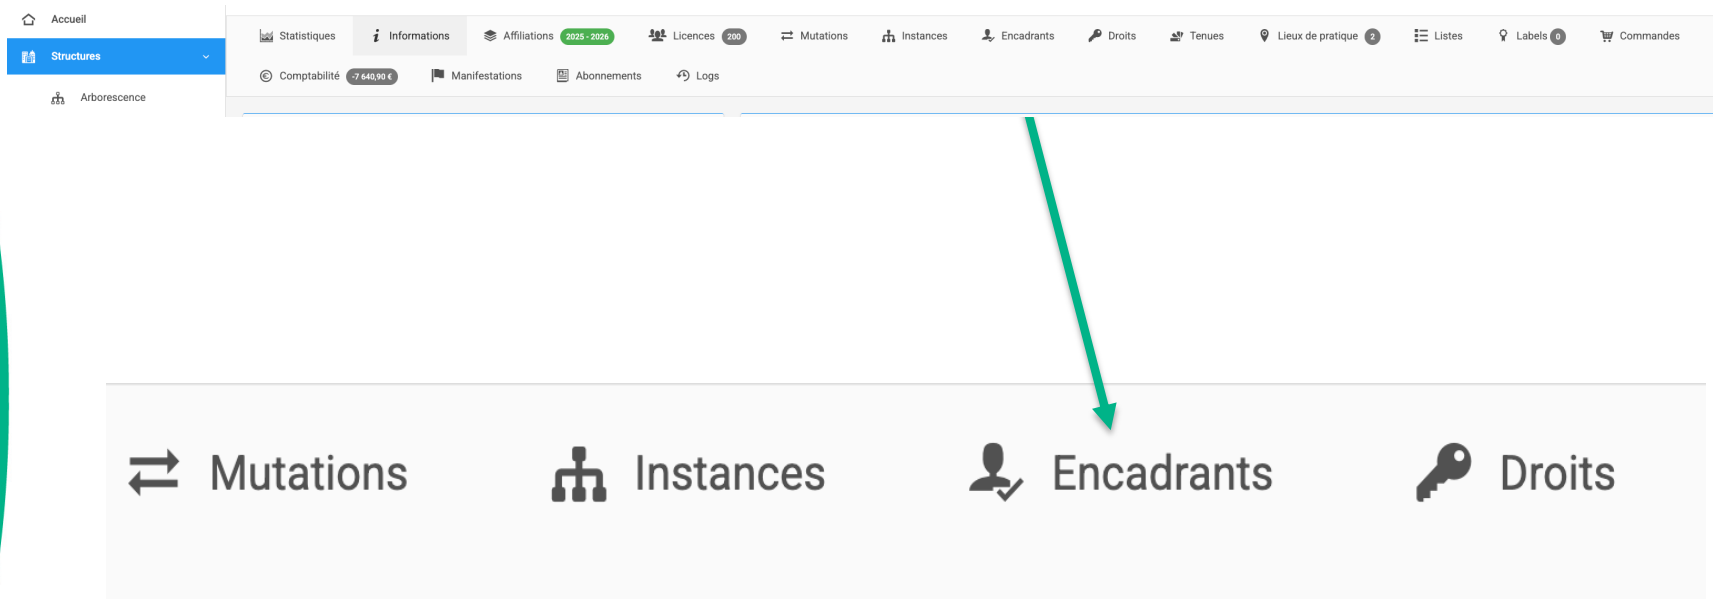 Accueil
Structures
Arborescence
Statistiques Informations Affiliations 2025 - 2026 Licences 200 Mutations Instances Encadrants Droits Tenues Lieux de pratique 2 Listes Labels 0 Commandes
Comptabilité -7 640,90 € Manifestations Abonnements Logs
Mutations Instances Encadrants Droits